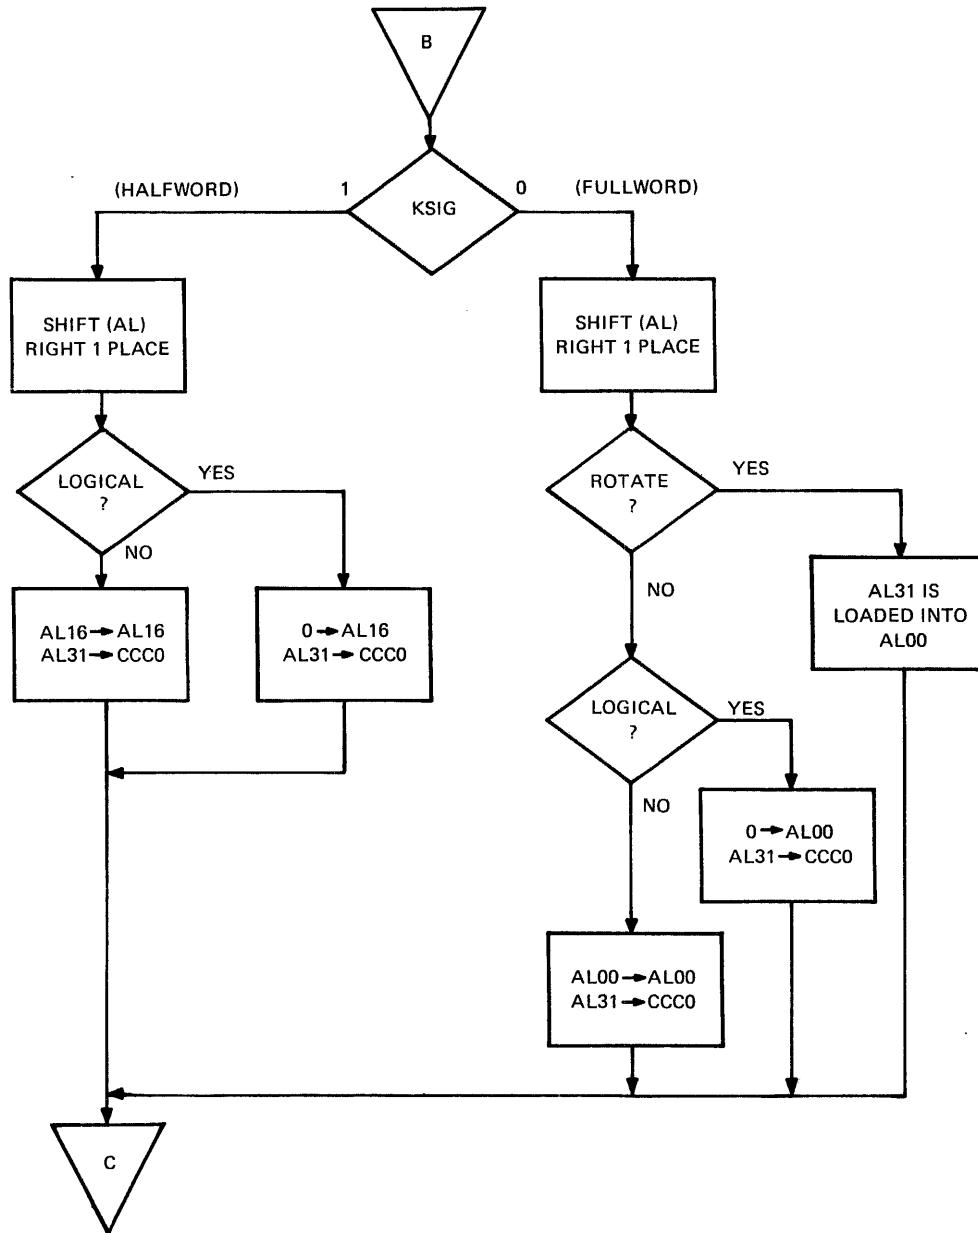 B
(HALFWORD) 1
KSIG
0 (FULLWORD)
SHIFT (AL)
RIGHT 1 PLACE
SHIFT (AL)
RIGHT 1 PLACE
LOGICAL
?
YES
NO
ROTATE
?
YES
NO
AL16→AL16
AL31→CCC0
0→AL16
AL31→CCC0
AL31 IS
LOADED INTO
AL00
LOGICAL
?
YES
NO
0→AL00
AL31→CCC0
AL00→AL00
AL31→CCC0
C